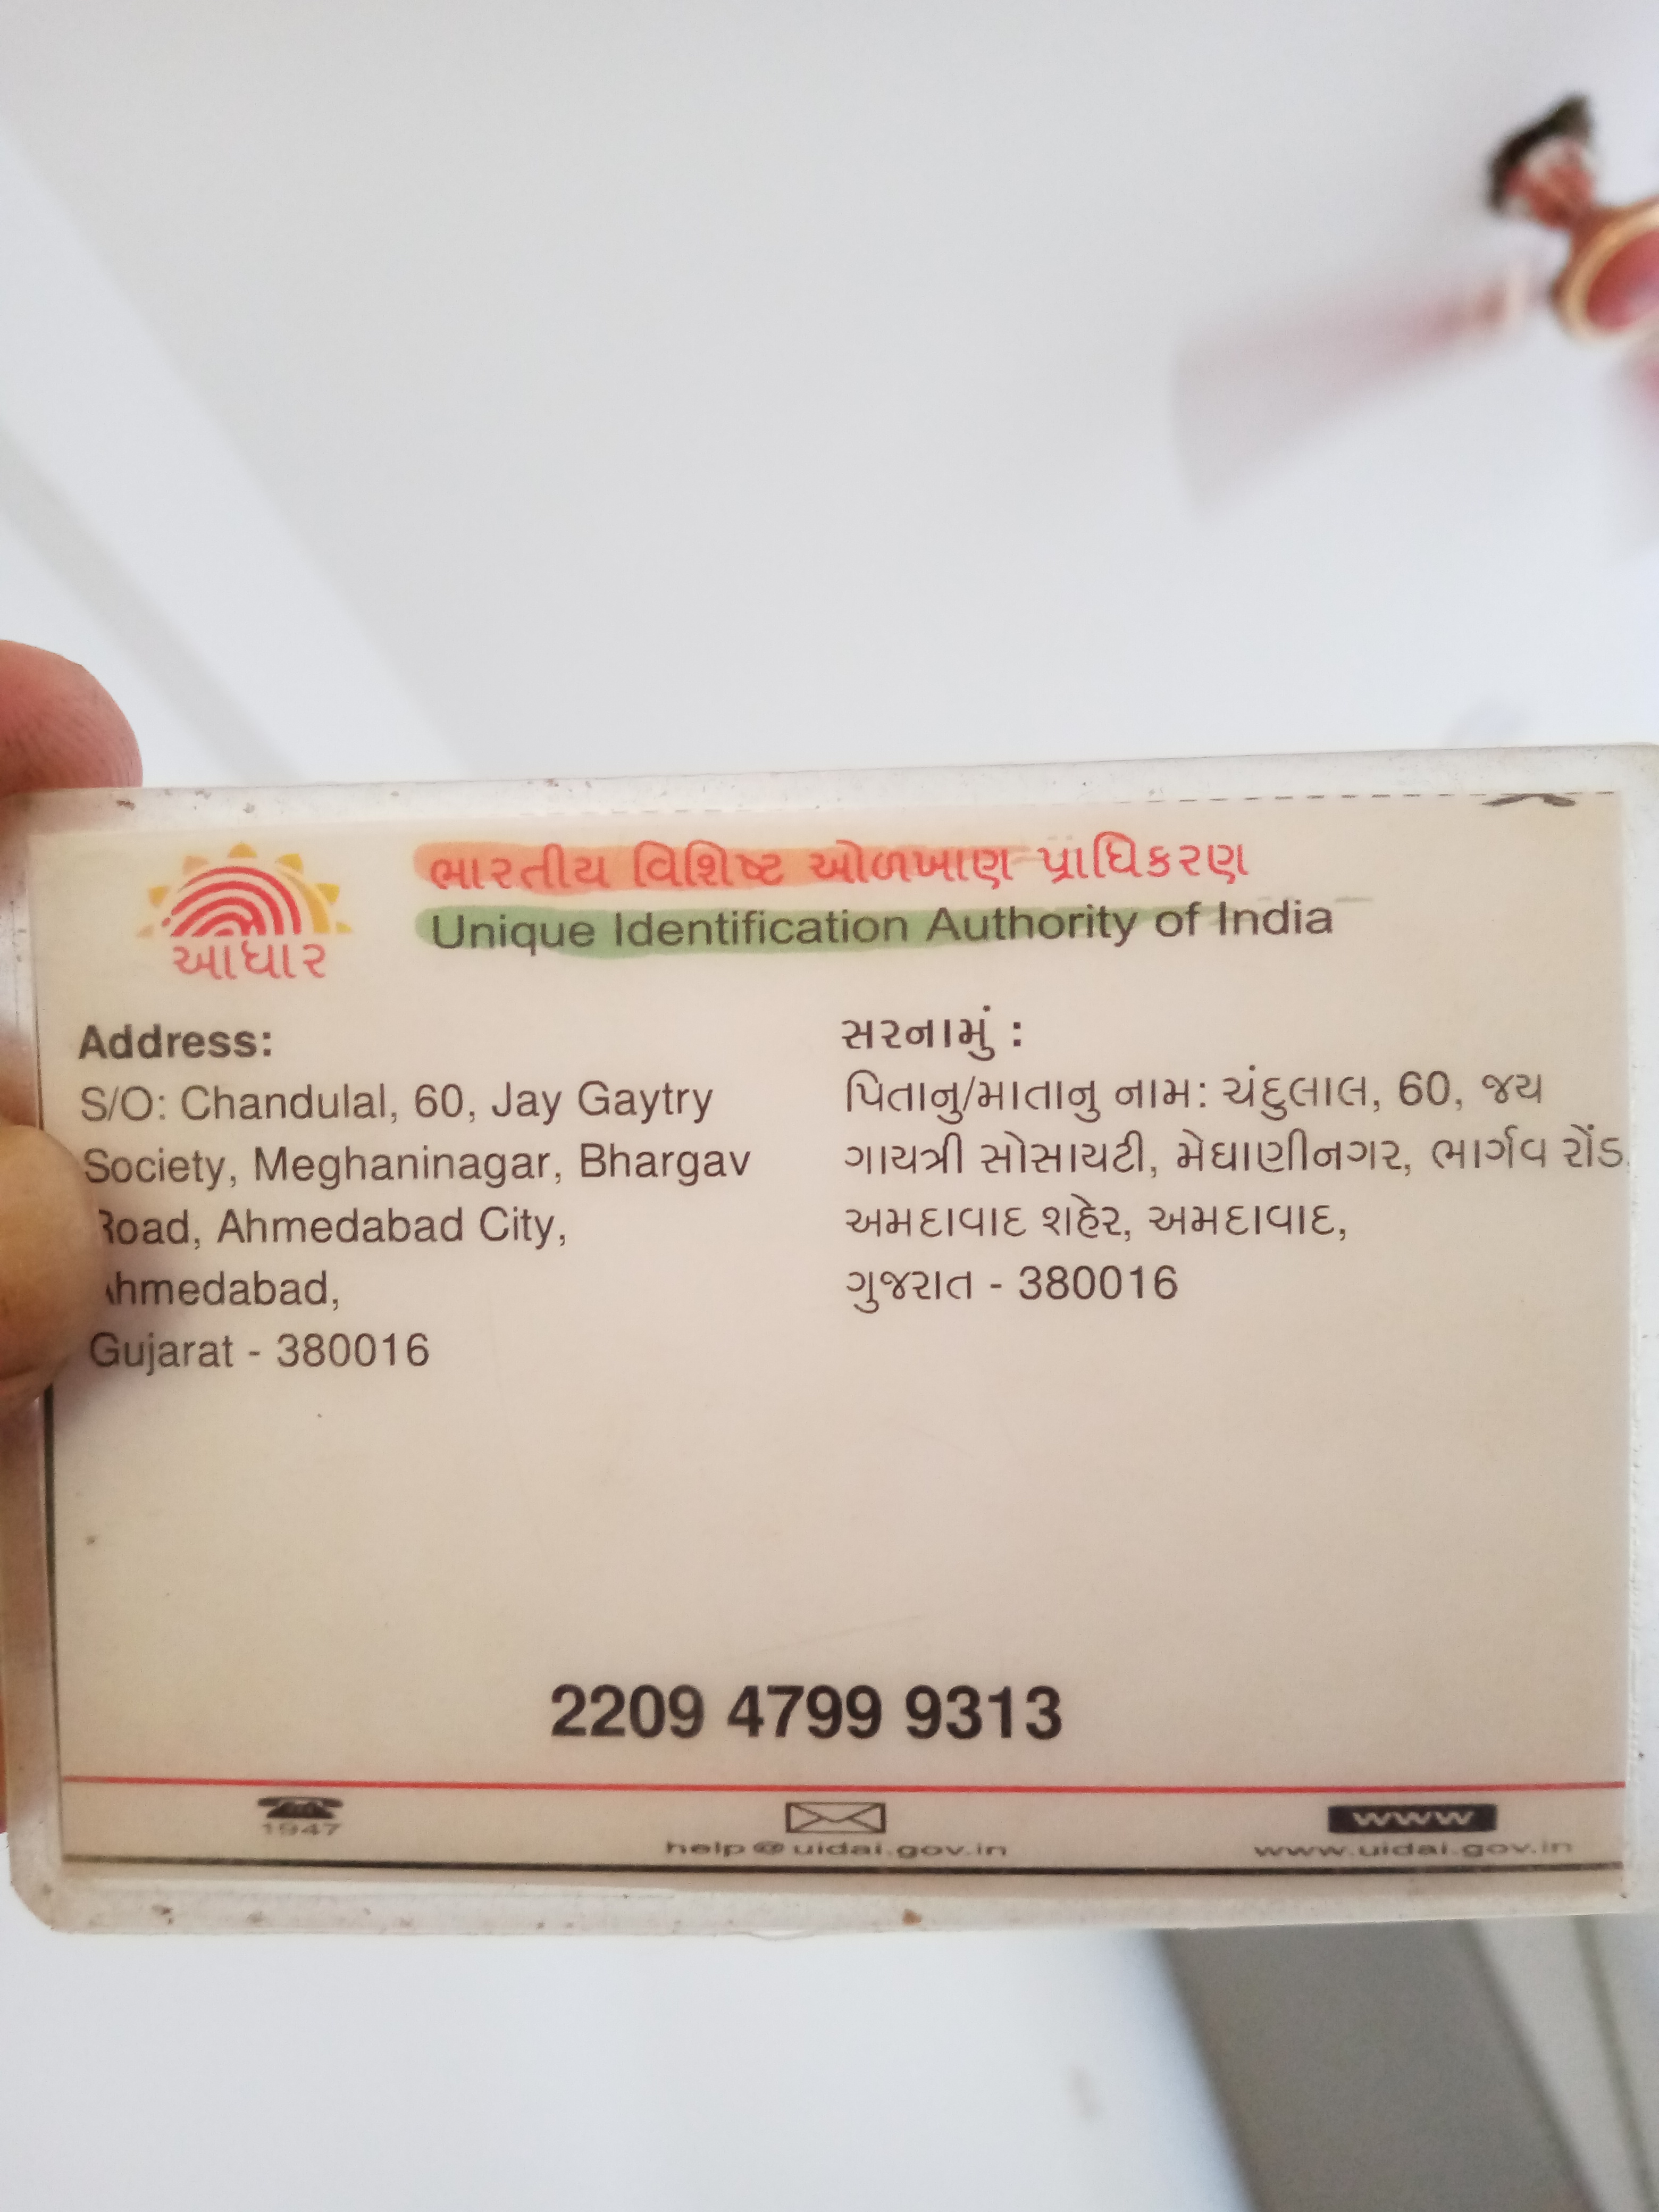 ભારતીય વિશિષ્ટ ઓળખાણ પ્રાધિકરણ
Unique Identification Authority of India
આધાર
Address:
S/O: Chandulal, 60, Jay Gaytry
Society, Meghaninagar, Bhargav
Road, Ahmedabad City,
Ahmedabad,
Gujarat - 380016
સરનામું :
પિતાનુ/માતાનુ નામ: ચંદુલાલ, 60, જય
ગાયત્રી સોસાયટી, મેઘાણીનગર, ભાર્ગવ રોંડ,
અમદાવાદ શહેર, અમદાવાદ,
ગુજરાત - 380016
2209 4799 9313
1947
help@uidai.gov.in
www
www.uidai.gov.in